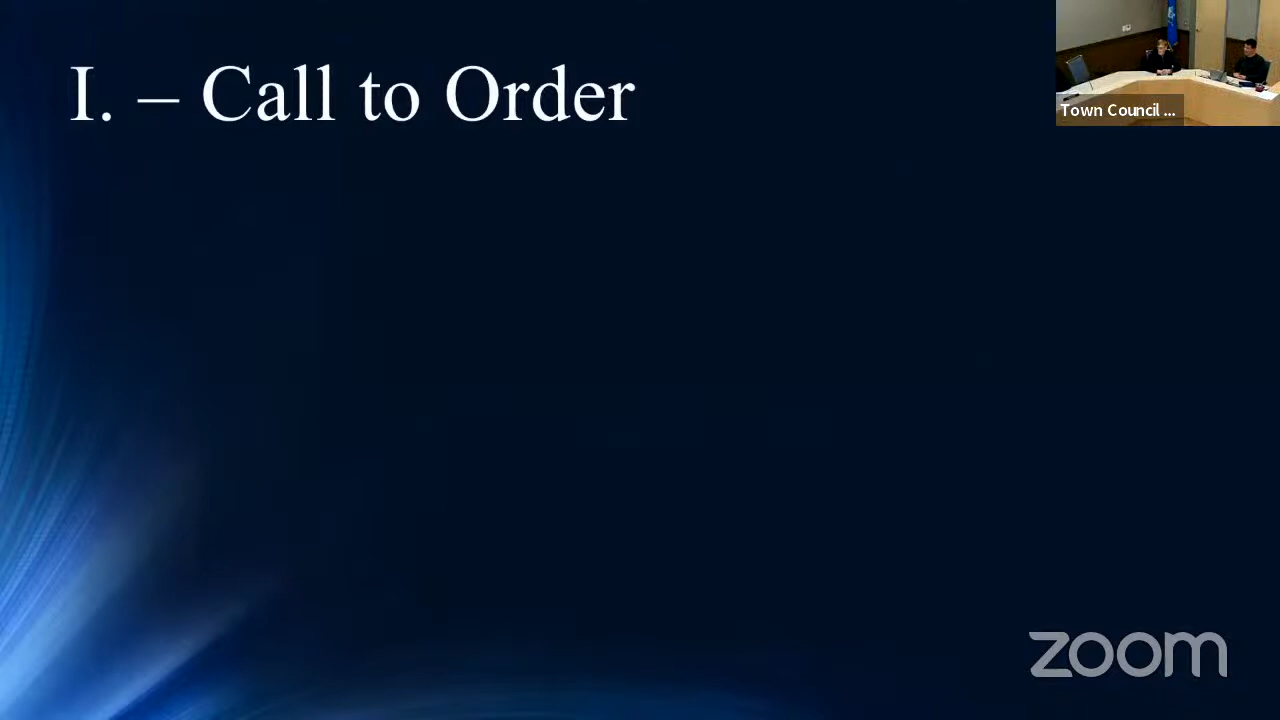 I. – Call to Order
Town Council ...
zoom